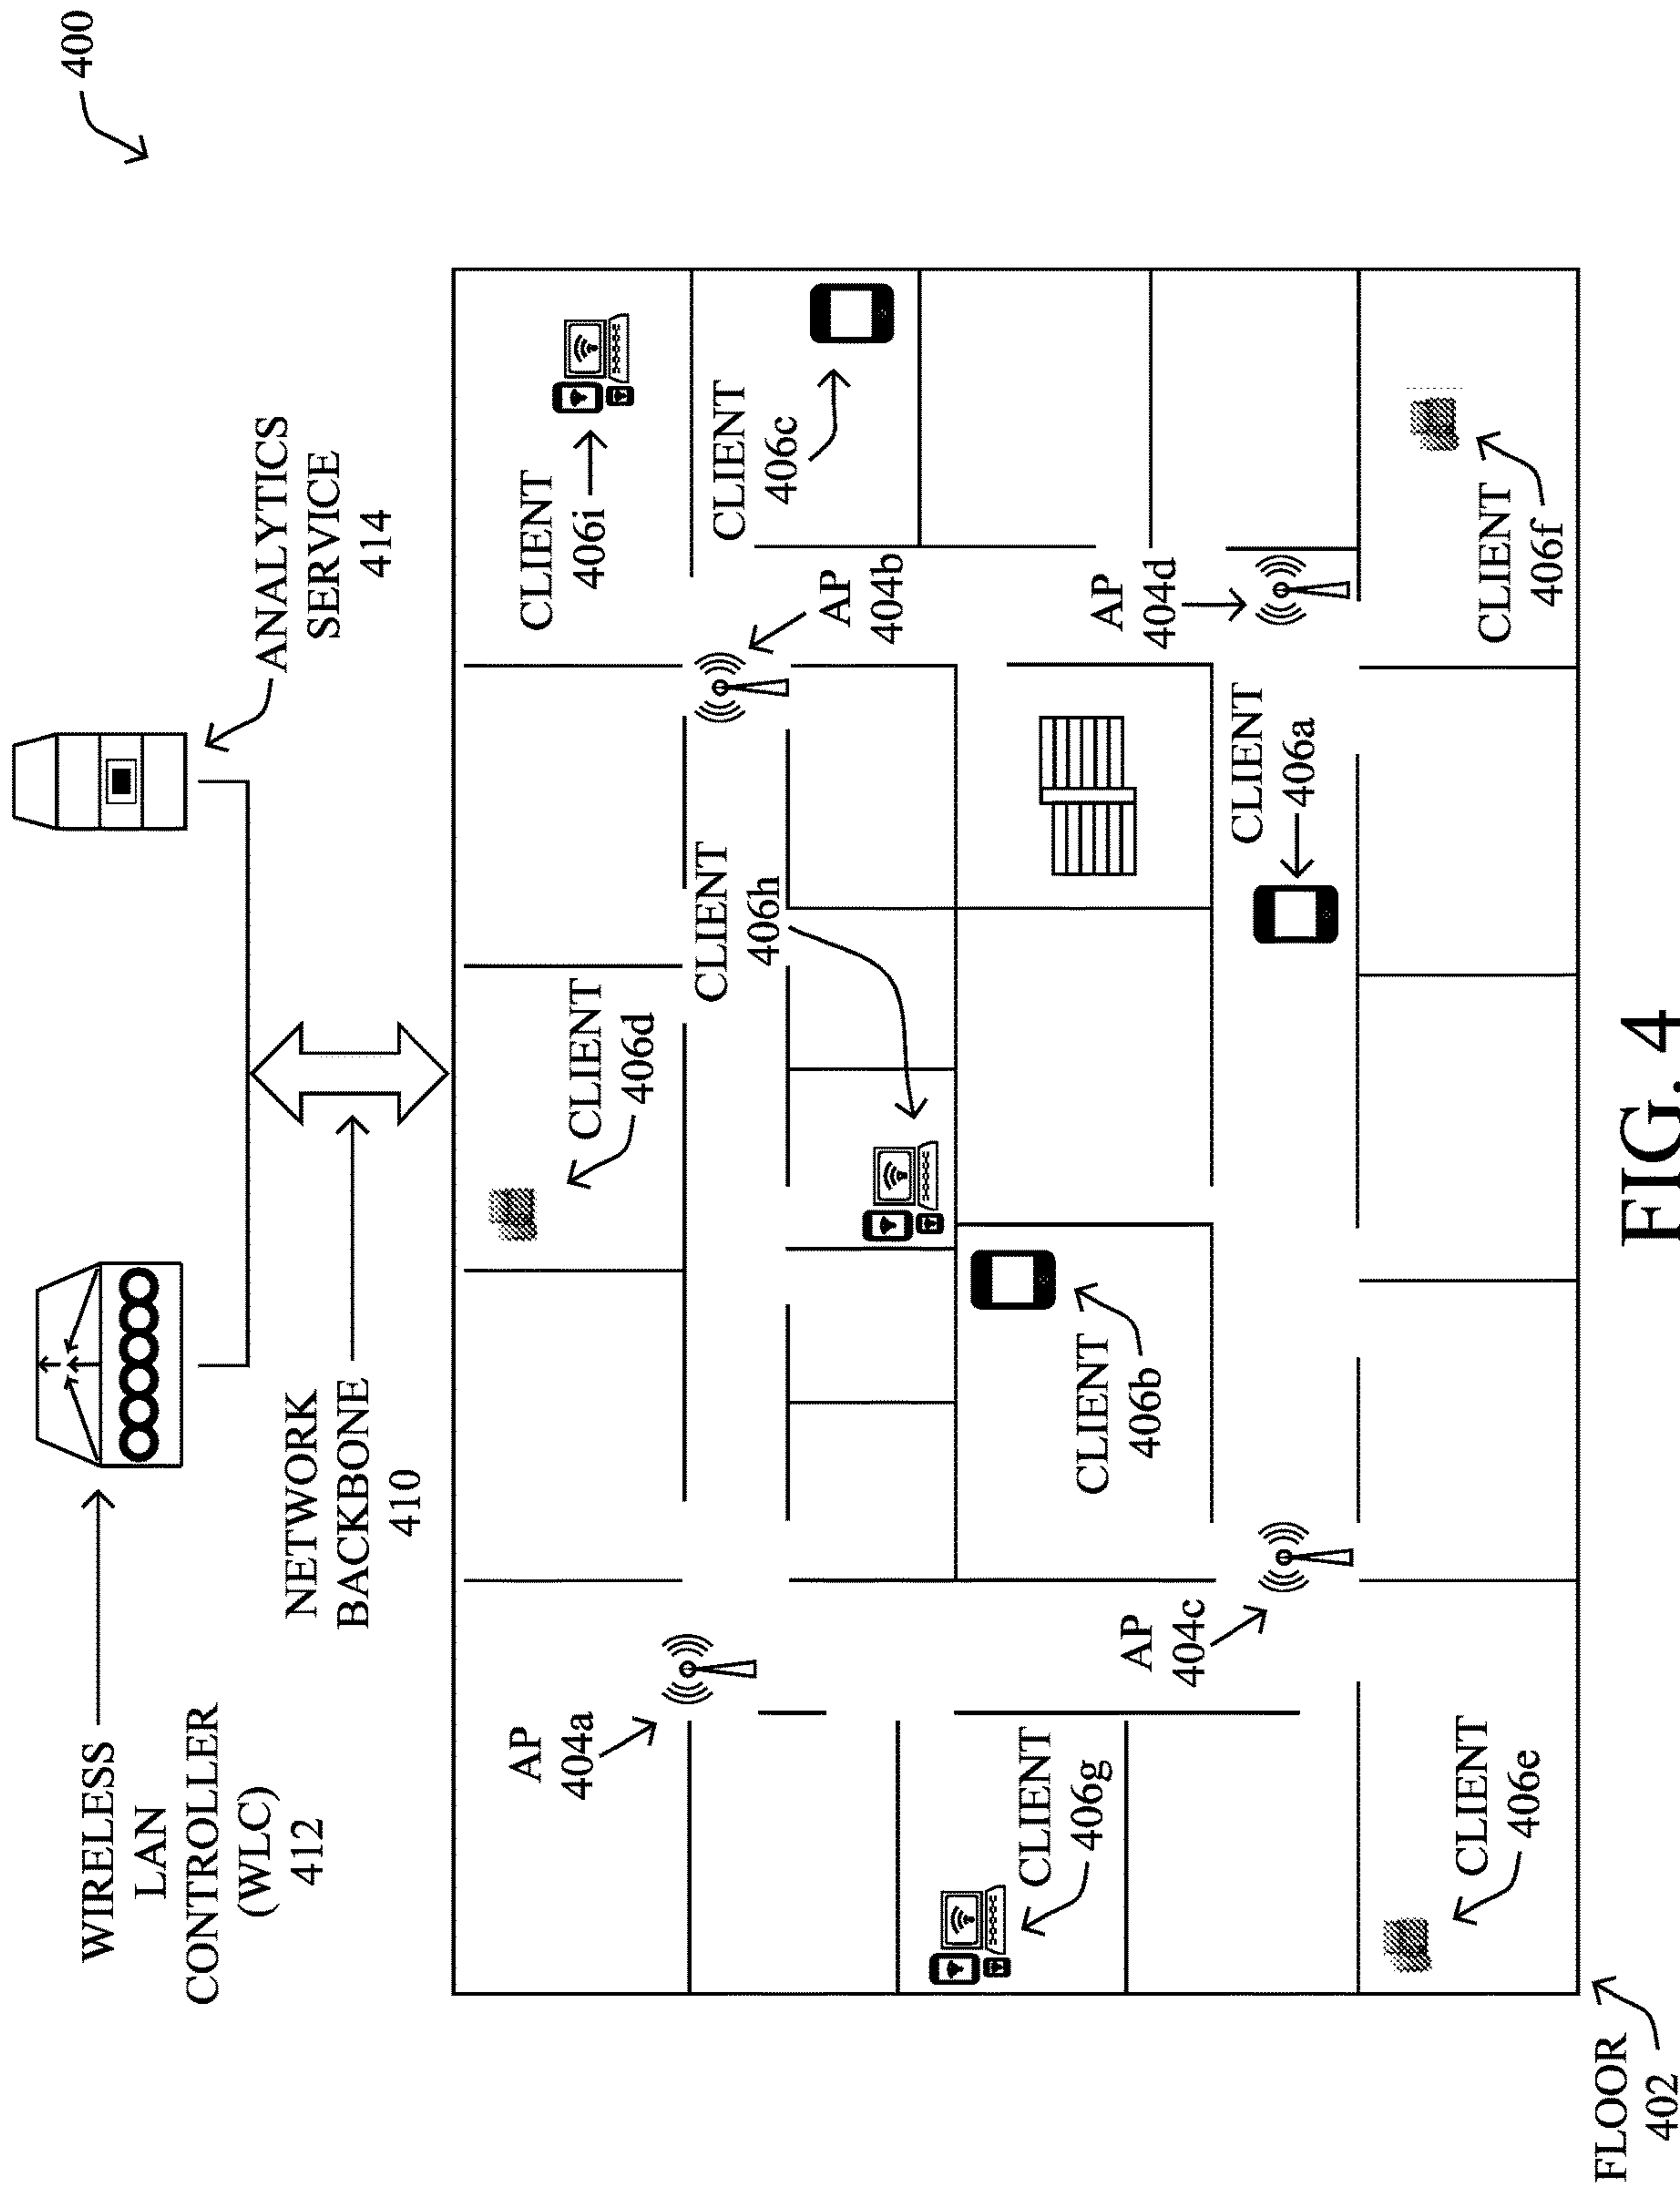 400
WIRELESS
LAN
CONTROLLER
(WLC)
412
ANALYTICS
SERVICE
414
NETWORK
BACKBONE
410
AP
404a
CLIENT
406d
CLIENT
406i
CLIENT
406h
CLIENT
406c
AP
404b
CLIENT
406g
CLIENT
406b
AP
404c
AP
404d
CLIENT
406a
CLIENT
406e
CLIENT
406f
FLOOR
402
FIG. 4